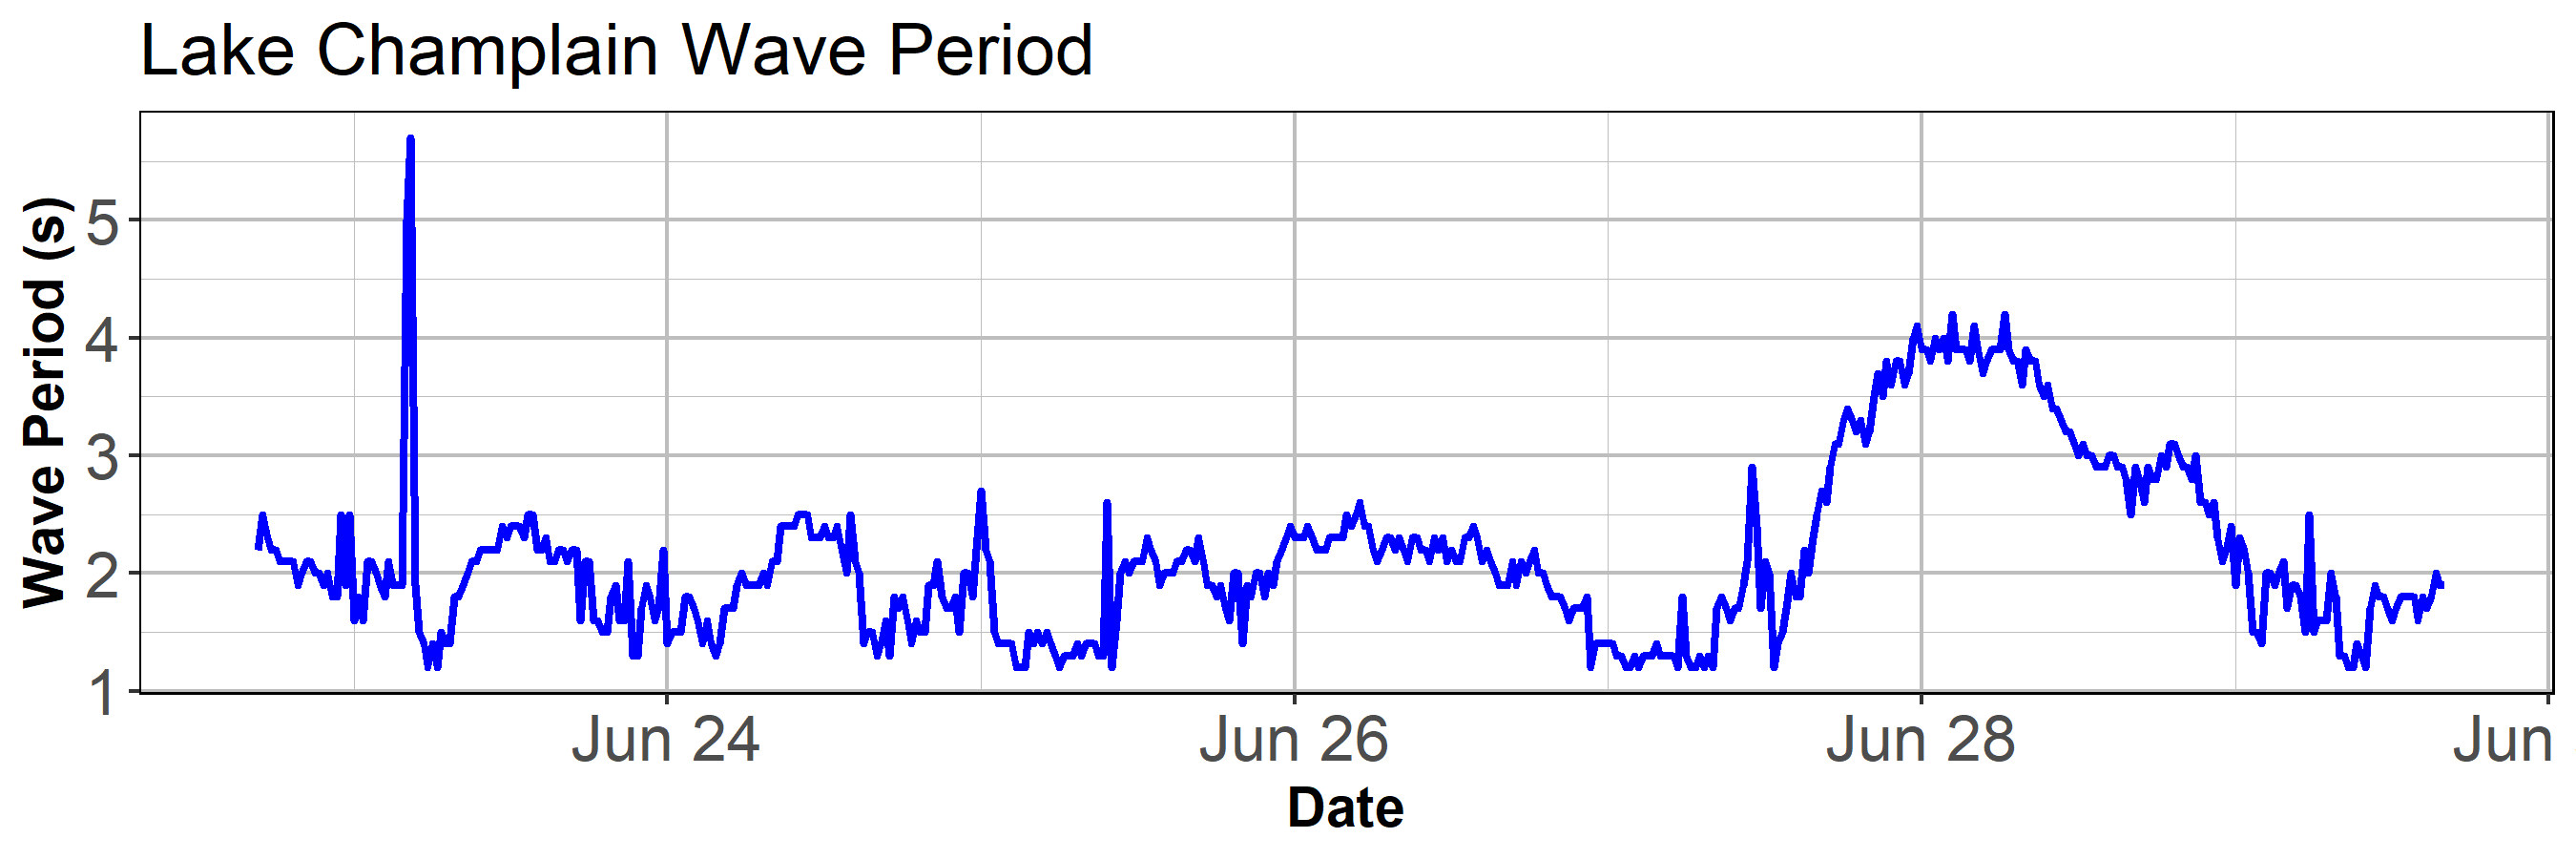 Lake Champlain Wave Period
Wave Period (s)
5
4
3
2
1
Jun 24
Jun 26
Jun 28
Jun
Date